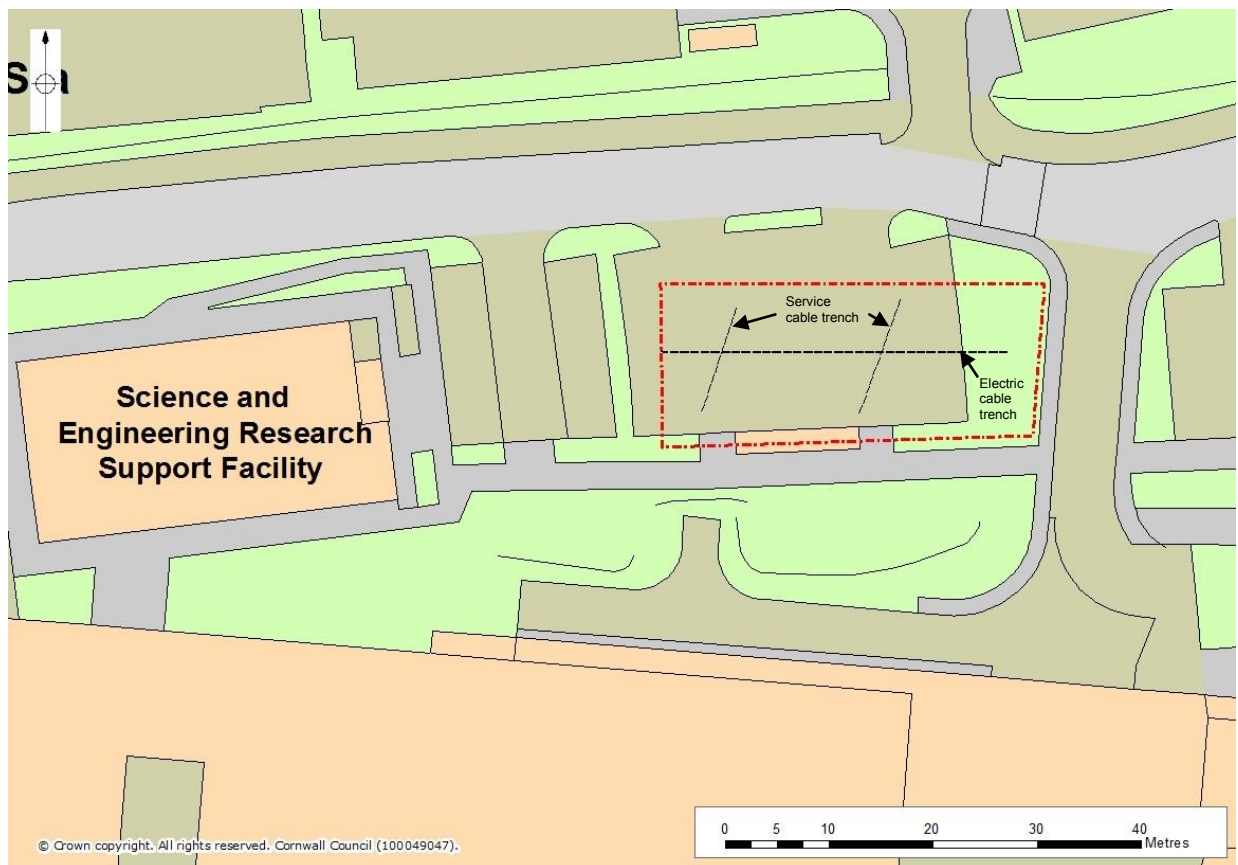 Service
cable trench
Electric
cable
trench
Science and
Engineering Research
Support Facility
0 5 10 20 30 40
Metres
© Crown copyright. All rights reserved. Cornwall Council (100049047).